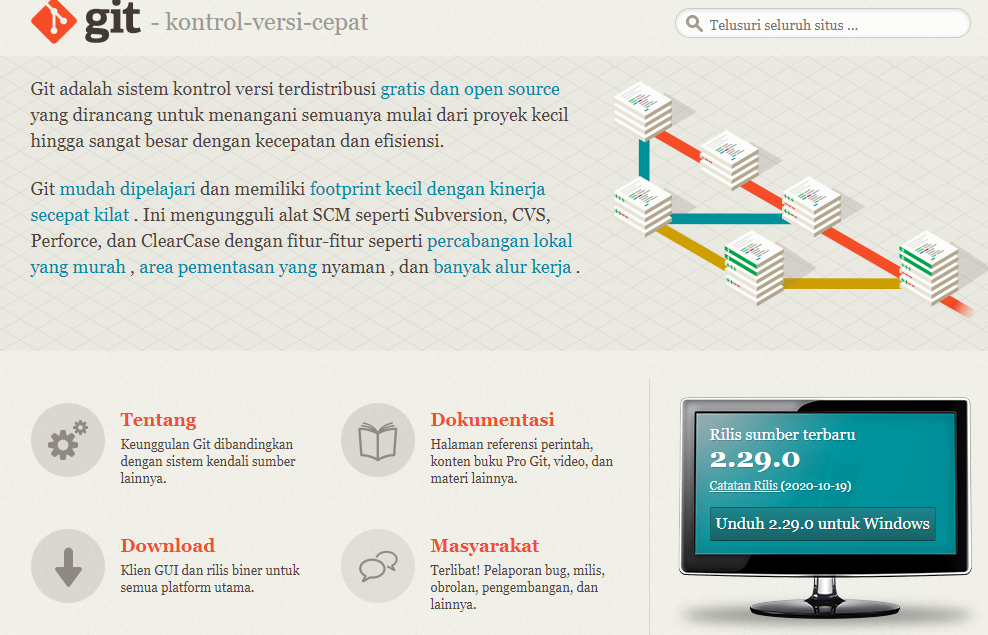 git - kontrol-versi-cepat
Telusuri seluruh situs ...
Git adalah sistem kontrol versi terdistribusi gratis dan open source
yang dirancang untuk menangani semuanya mulai dari proyek kecil
hingga sangat besar dengan kecepatan dan efisiensi.
Git mudah dipelajari dan memiliki footprint kecil dengan kinerja
secepat kilat . Ini mengungguli alat SCM seperti Subversion, CVS,
Perforce, dan ClearCase dengan fitur-fitur seperti percabangan lokal
yang murah , area pementasan yang nyaman , dan banyak alur kerja .
Tentang
Keunggulan Git dibandingkan
dengan sistem kendali sumber
lainnya.
Dokumentasi
Halaman referensi perintah,
konten buku Pro Git, video, dan
materi lainnya.
Download
Klien GUI dan rilis biner untuk
semua platform utama.
Masyarakat
Terlibat! Pelaporan bug, milis,
obrolan, pengembangan, dan
lainnya.
Rilis sumber terbaru
2.29.0
Catatan Rilis (2020-10-19)
Unduh 2.29.0 untuk Windows